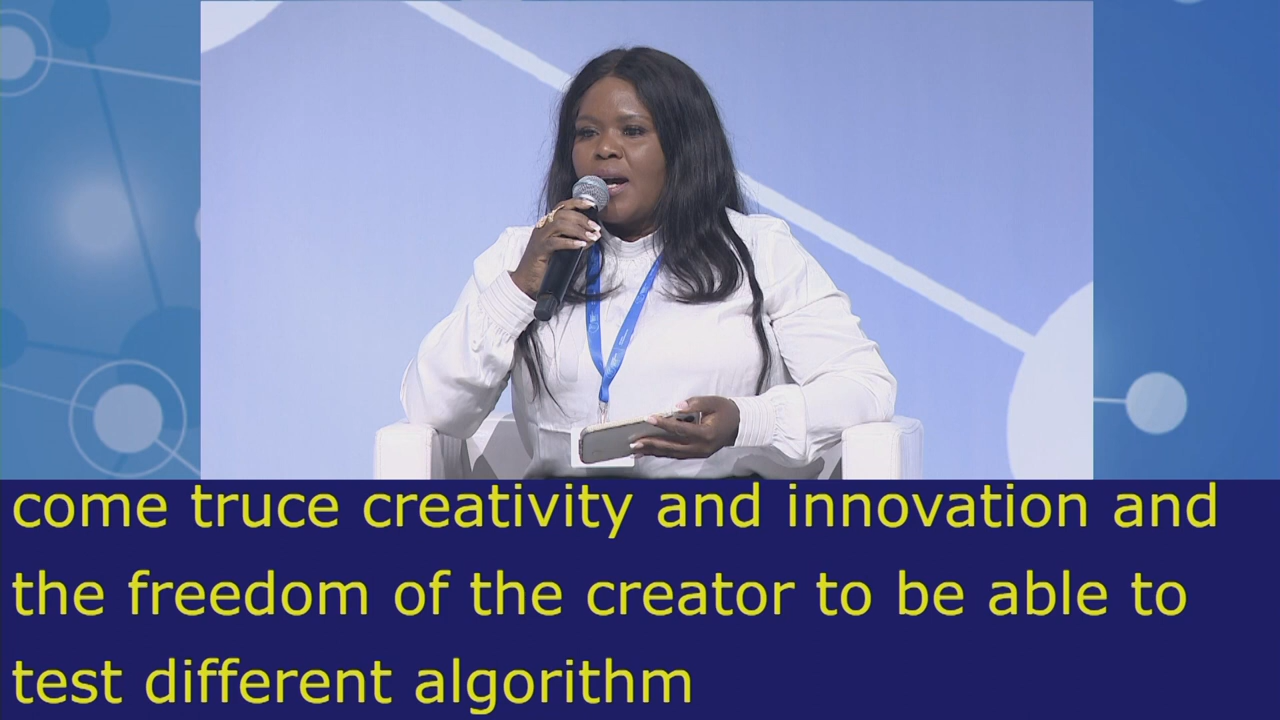 come truce creativity and innovation and
the freedom of the creator to be able to
test different algorithm